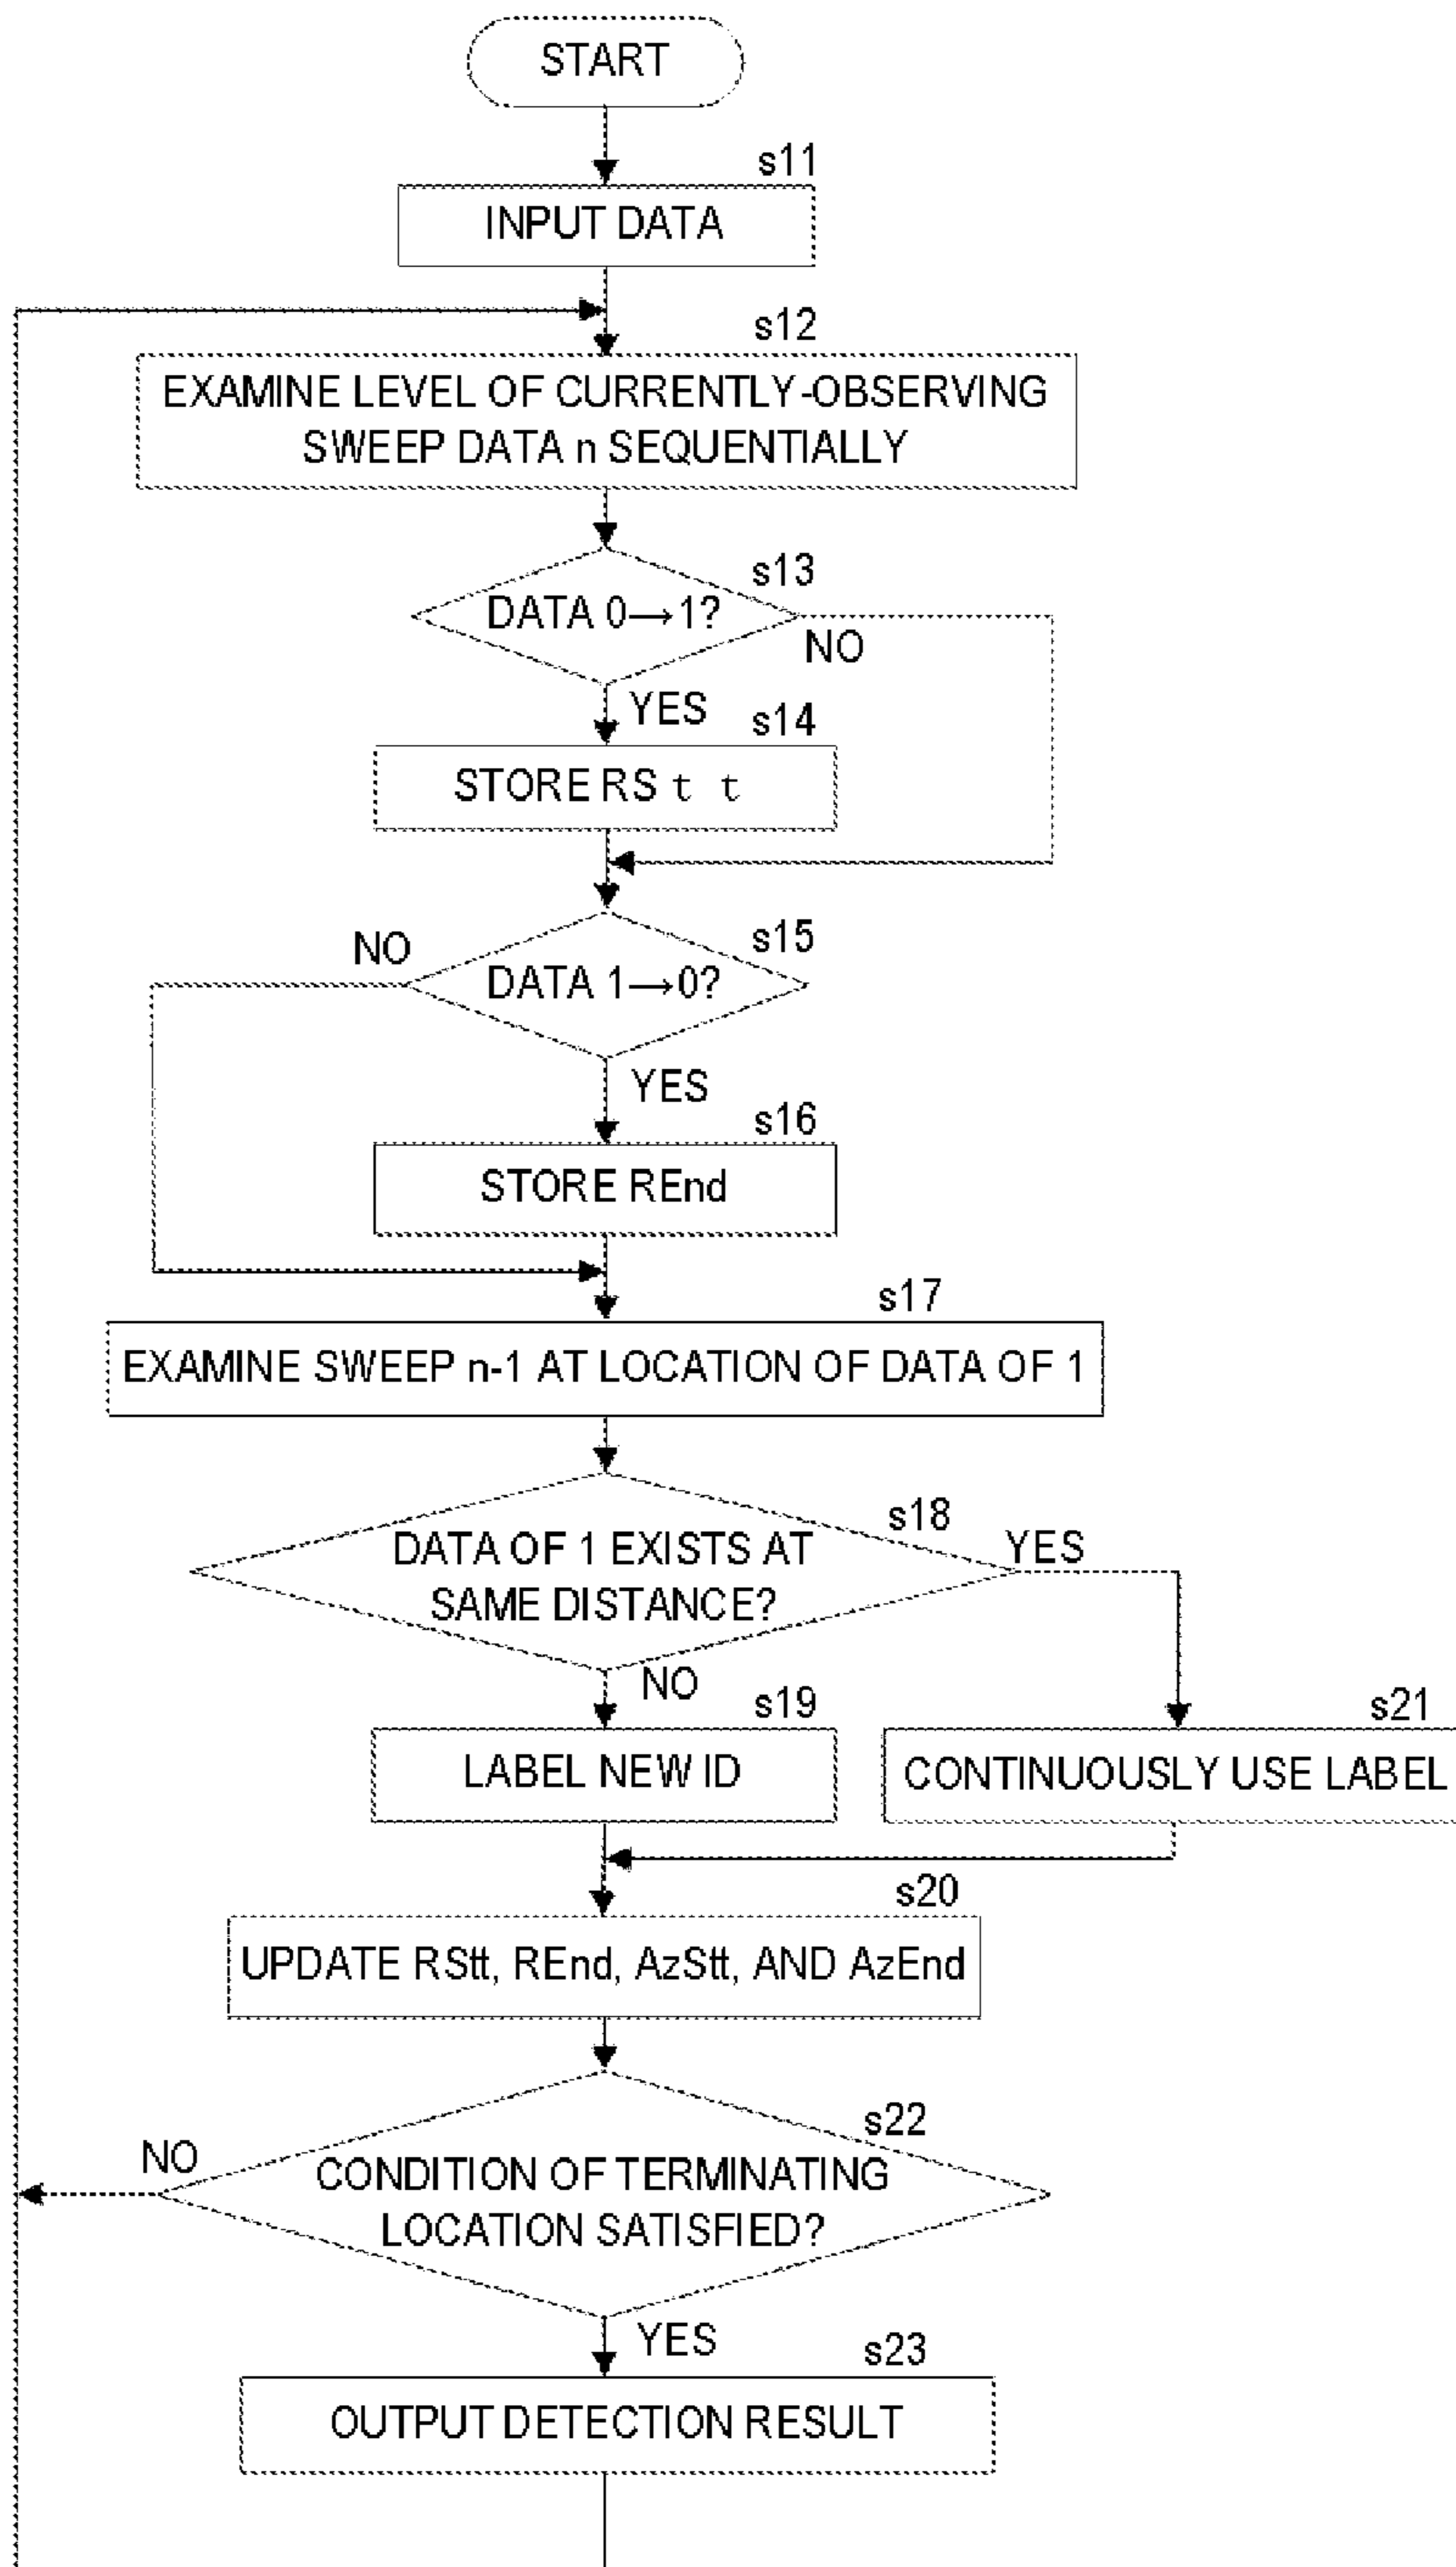 START
s11
INPUT DATA
s12
EXAMINE LEVEL OF CURRENTLY-OBSERVING
SWEEP DATA n SEQUENTIALLY
s13
DATA 0→1?
NO
YES
s14
STORE RS t t
s15
NO
DATA 1→0?
YES
s16
STORE REnd
s17
EXAMINE SWEEP n-1 AT LOCATION OF DATA OF 1
s18
DATA OF 1 EXISTS AT
SAME DISTANCE?
YES
NO
s19
LABEL NEW ID
s21
CONTINUOUSLY USE LABEL
s20
UPDATE RStt, REnd, AzStt, AND AzEnd
s22
NO
CONDITION OF TERMINATING
LOCATION SATISFIED?
YES
s23
OUTPUT DETECTION RESULT